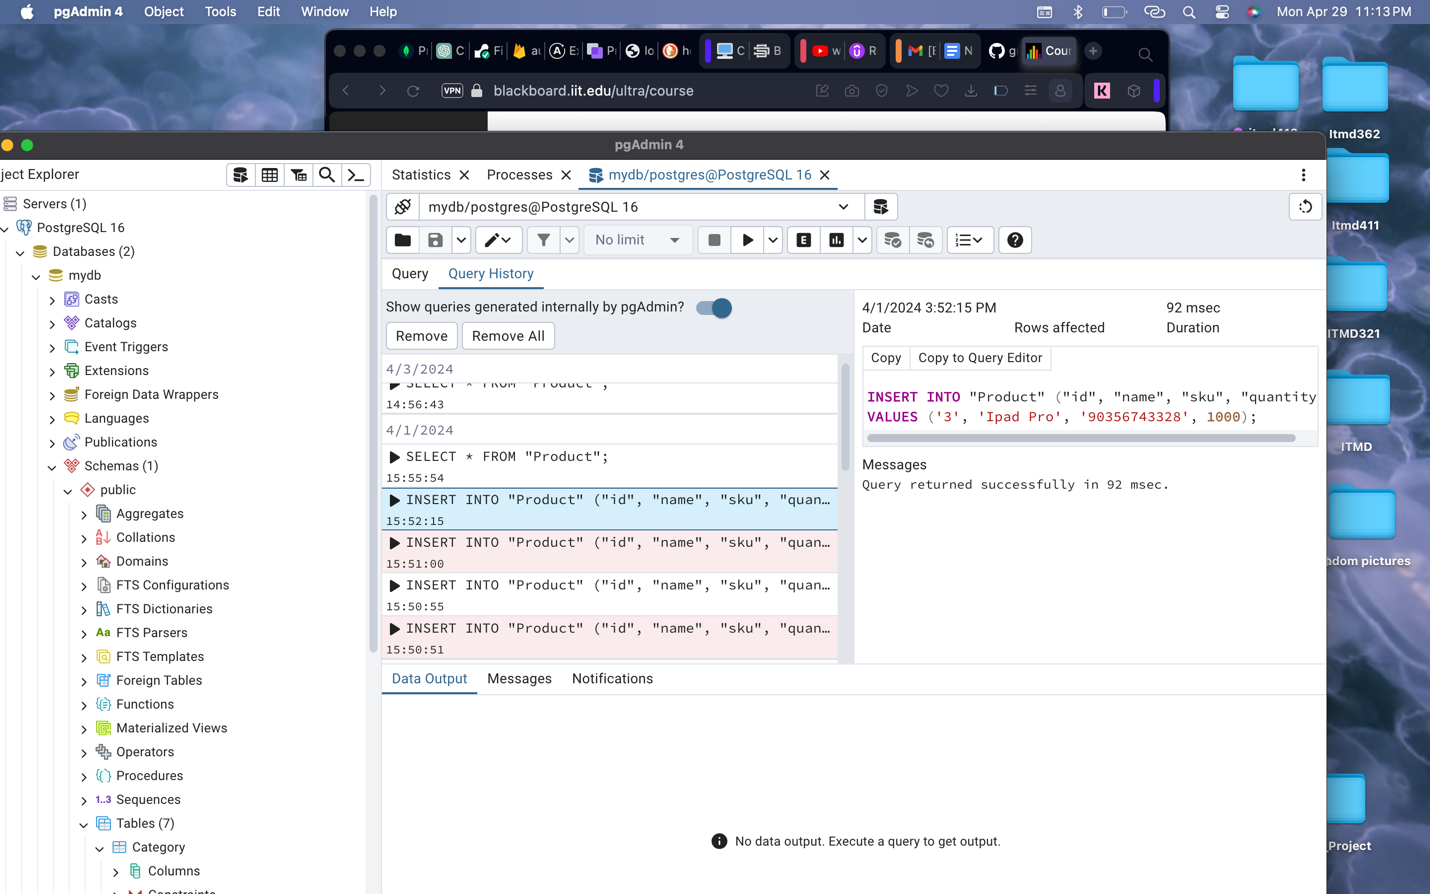 pgAdmin 4 Object Tools Edit Window Help
Mon Apr 29 11:13 PM
VPN blackboard.iit.edu/ultra/course
K
Itmd362
Itmd411
ITMD321
ITMD
dom pictures
_Project
pgAdmin 4
ject Explorer
Statistics Processes mydb/postgres@PostgreSQL 16
mydb/postgres@PostgreSQL 16
No limit
E
Query Query History
Servers (1)
PostgreSQL 16
Databases (2)
mydb
Casts
Catalogs
Event Triggers
Extensions
Foreign Data Wrappers
Languages
Publications
Schemas (1)
public
Aggregates
Collations
Domains
FTS Configurations
FTS Dictionaries
Aa FTS Parsers
FTS Templates
Foreign Tables
Functions
Materialized Views
Operators
Procedures
1..3 Sequences
Tables (7)
Category
Columns
Constraints
Show queries generated internally by pgAdmin?
Remove Remove All
4/3/2024
SELECT * FROM "Product";
14:56:43
4/1/2024
SELECT * FROM "Product";
15:55:54
INSERT INTO "Product" ("id", "name", "sku", "quan…
15:52:15
INSERT INTO "Product" ("id", "name", "sku", "quan…
15:51:00
INSERT INTO "Product" ("id", "name", "sku", "quan…
15:50:55
INSERT INTO "Product" ("id", "name", "sku", "quan…
15:50:51
4/1/2024 3:52:15 PM 92 msec
Date Rows affected Duration
Copy Copy to Query Editor
INSERT INTO "Product" ("id", "name", "sku", "quantity
VALUES ('3', 'Ipad Pro', '90356743328', 1000);
Messages
Query returned successfully in 92 msec.
Data Output Messages Notifications
No data output. Execute a query to get output.